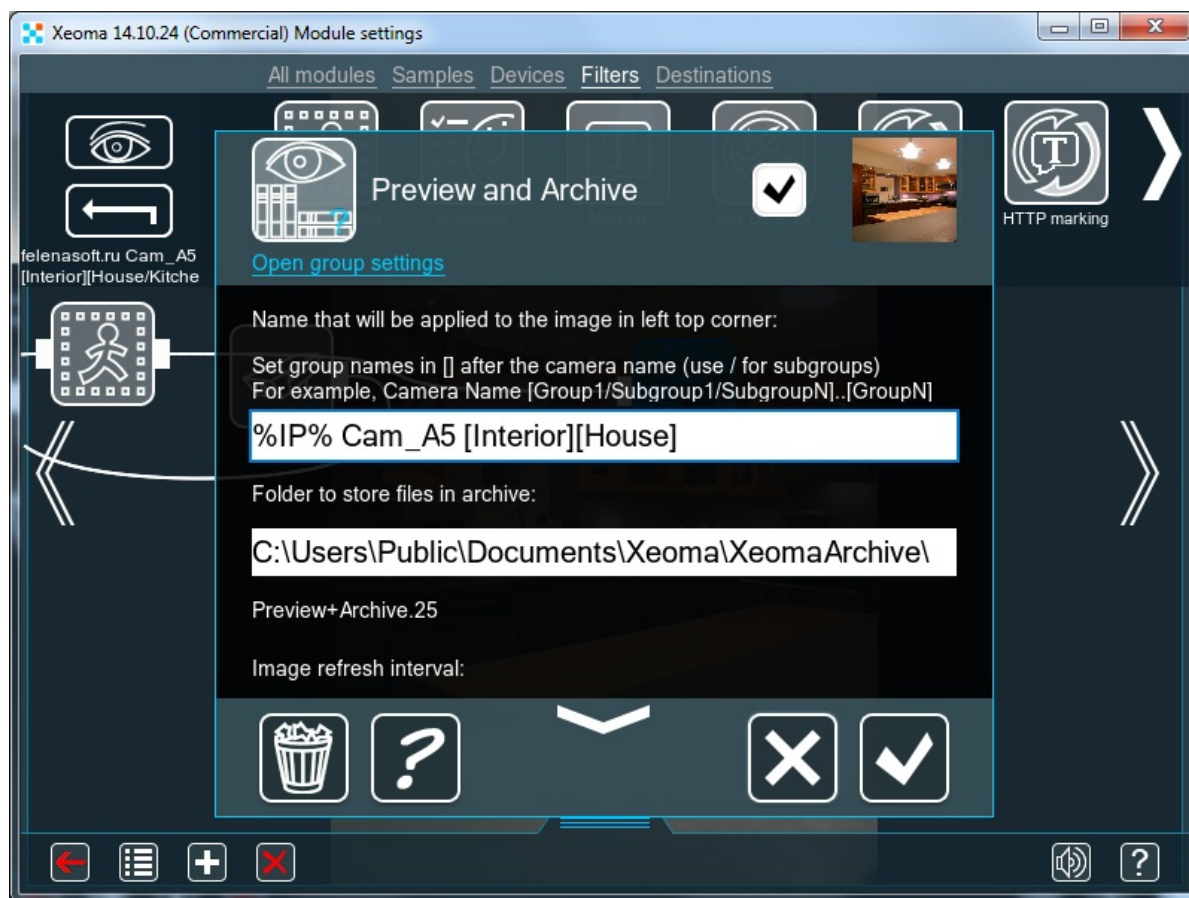 Xeoma 14.10.24 (Commercial) Module settings
All modules Samples Devices Filters Destinations
Preview and Archive
HTTP marking
felenasoft.ru Cam_A5
[Interior][House/Kitche
Open group settings
Name that will be applied to the image in left top corner:
Set group names in [] after the camera name (use / for subgroups)
For example, Camera Name [Group1/Subgroup1/SubgroupN]..[GroupN]
%IP% Cam_A5 [Interior][House]
Folder to store files in archive:
C:\Users\Public\Documents\Xeoma\XeomaArchive\
Preview+Archive.25
Image refresh interval: